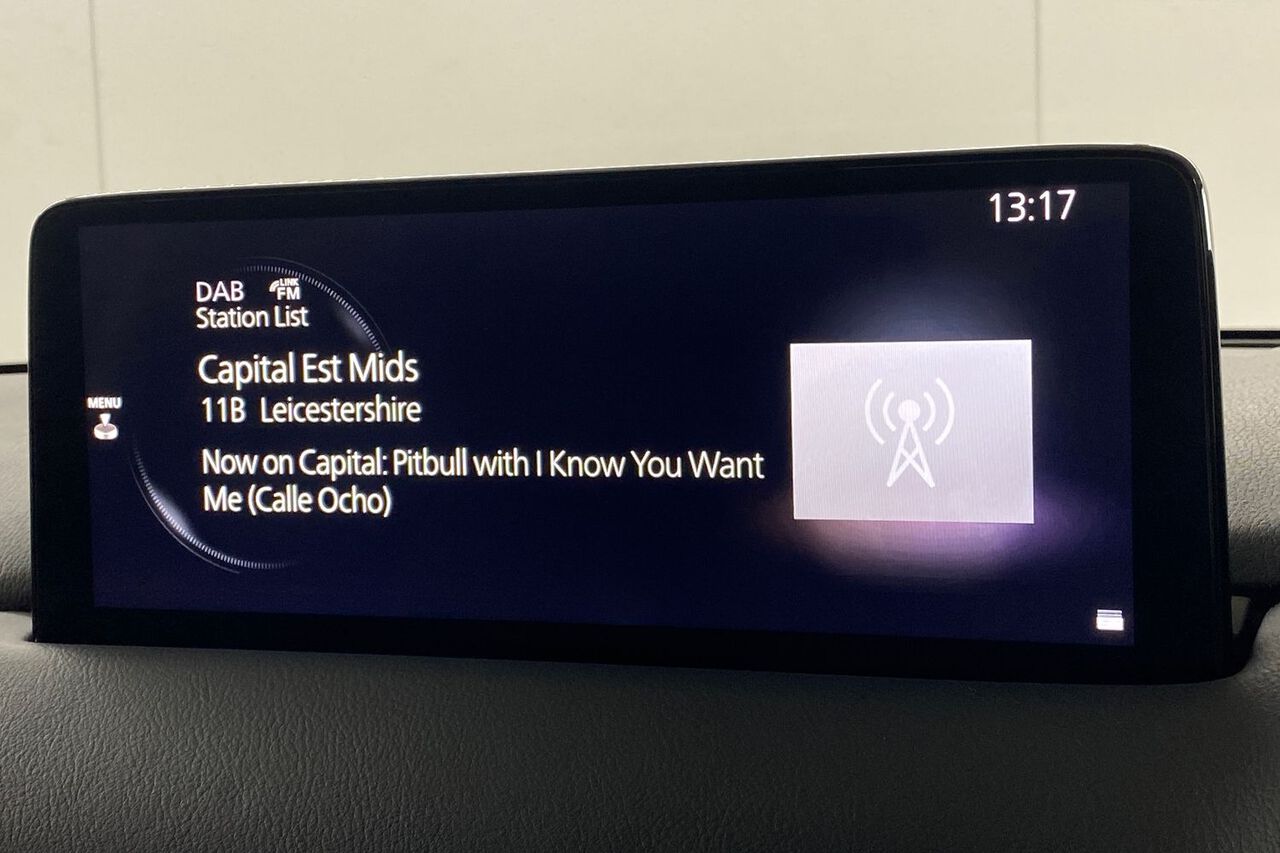 13:17
DAB LINK FM
Station List
Capital Est Mids
MENU
11B Leicestershire
Now on Capital: Pitbull with I Know You Want
Me (Calle Ocho)